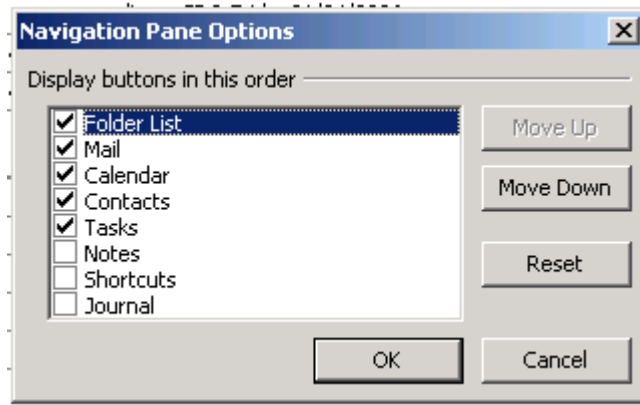 Navigation Pane Options
Display buttons in this order
Folder List
Mail
Calendar
Contacts
Tasks
Notes
Shortcuts
Journal
Move Up
Move Down
Reset
OK
Cancel